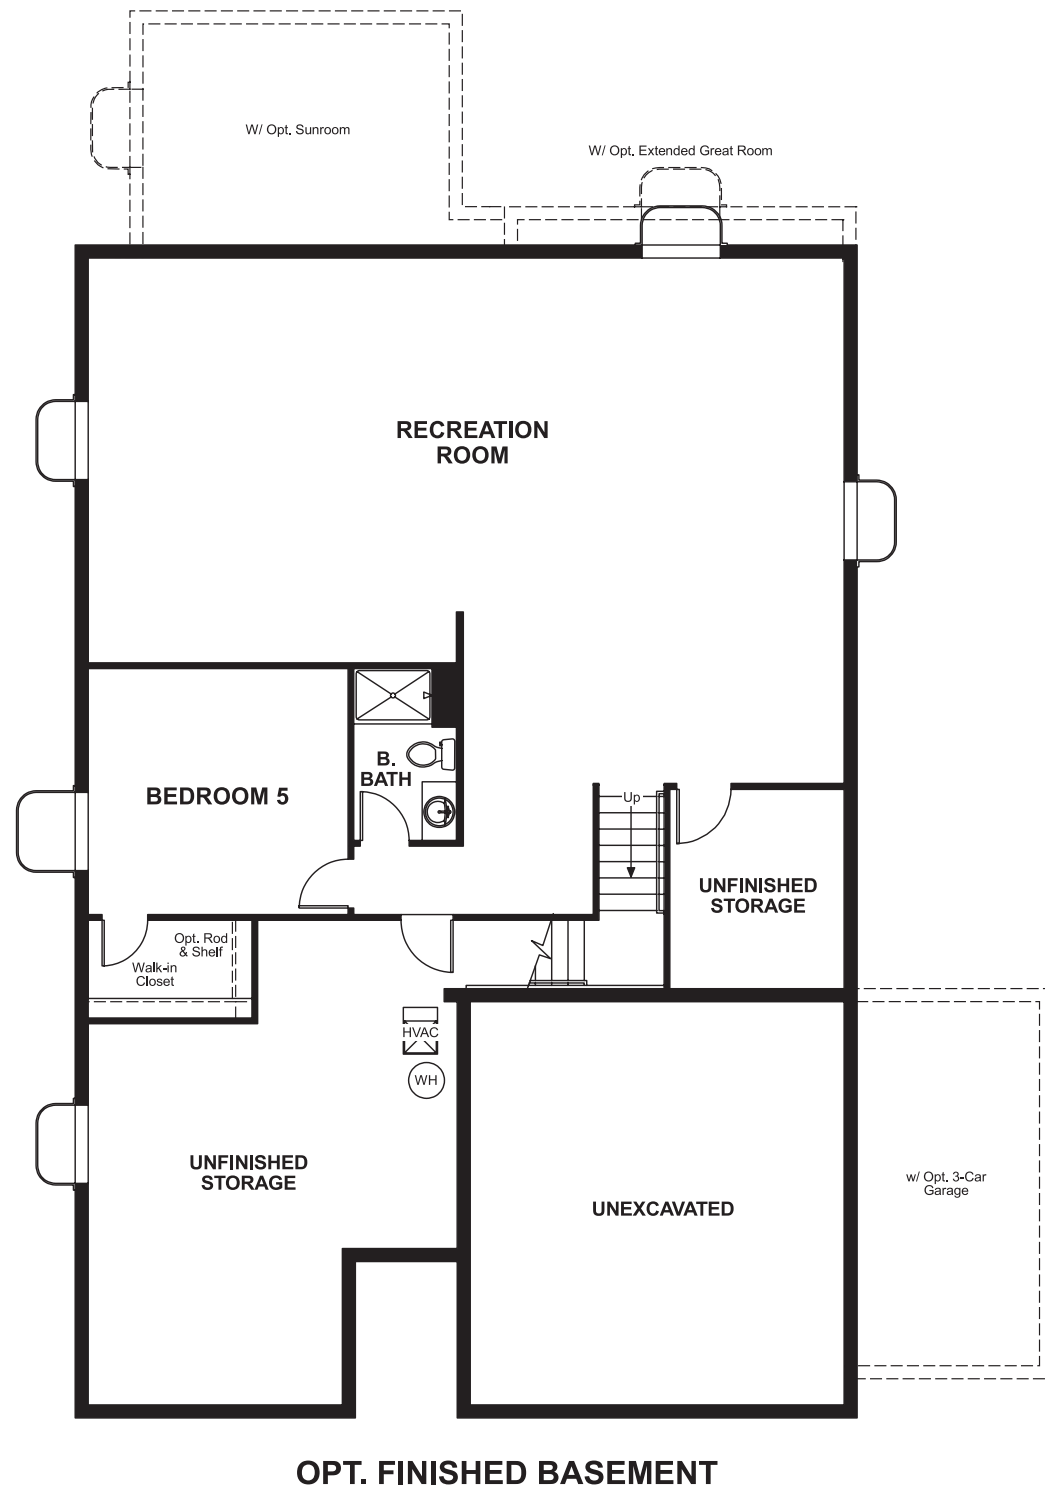 W/ Opt. Sunroom
W/ Opt. Extended Great Room
RECREATION
ROOM
B.
BATH
BEDROOM 5
Up
UNFINISHED
STORAGE
Opt. Rod
& Shelf
Walk-in
Closet
HVAC
WH
UNFINISHED
STORAGE
UNEXCAVATED
w/ Opt. 3-Car
Garage
OPT. FINISHED BASEMENT